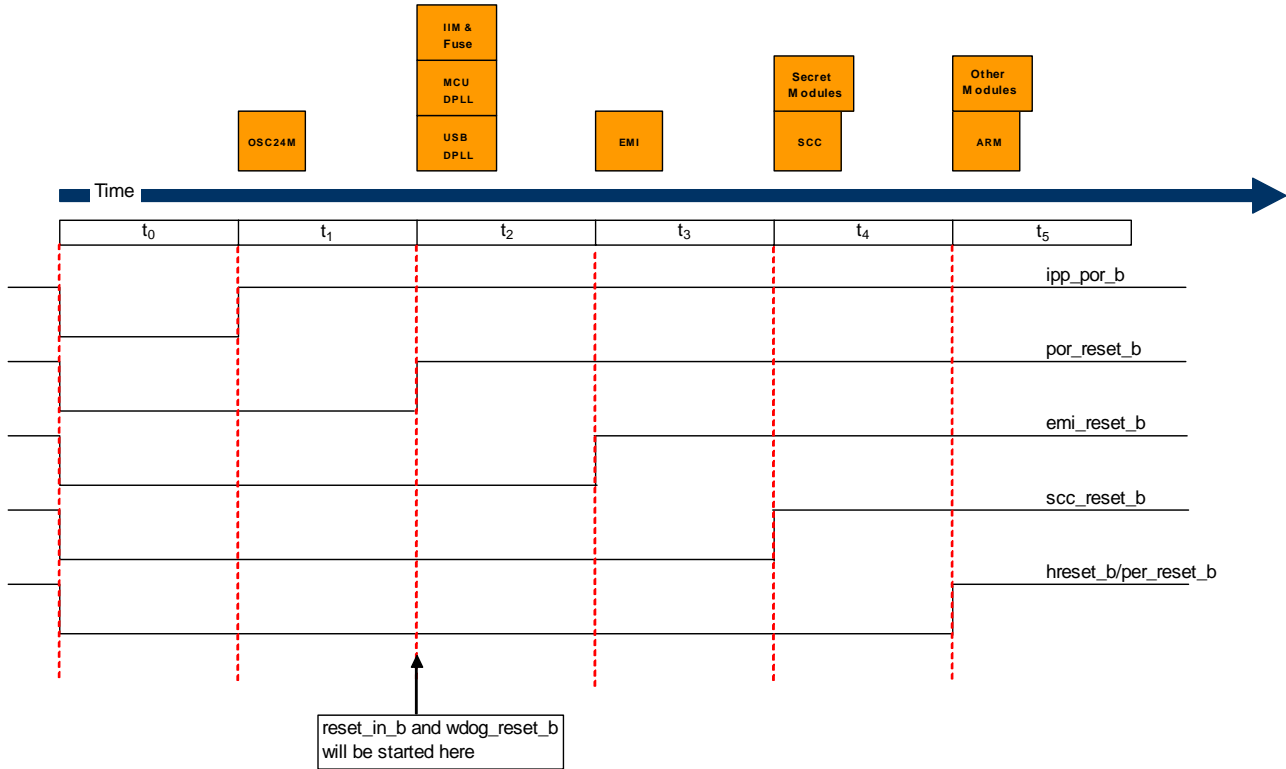 IIM &
Fuse
MCU
DPLL
USB
DPLL
OSC24M
EMI
Secret
Modules
SCC
Other
Modules
ARM
Time
t0
t1
t2
t3
t4
t5
ipp_por_b
por_reset_b
emi_reset_b
scc_reset_b
hreset_b/per_reset_b
reset_in_b and wdog_reset_b
will be started here